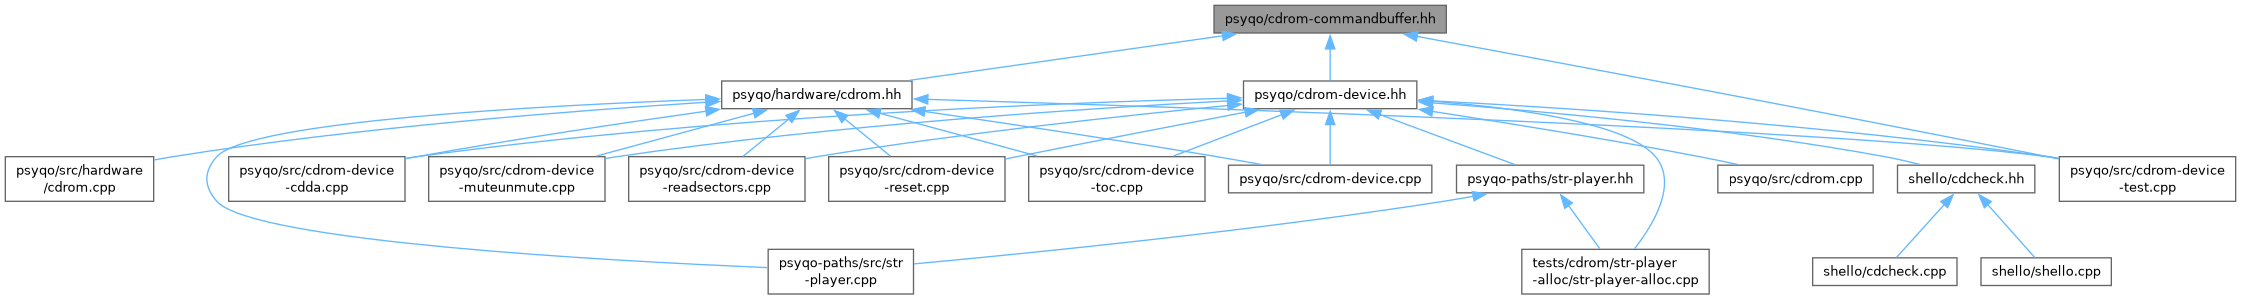 psyqo/cdrom-commandbuffer.hh
psyqo/hardware/cdrom.hh
psyqo/cdrom-device.hh
psyqo/src/hardware
/cdrom.cpp
psyqo/src/cdrom-device
-cdda.cpp
psyqo/src/cdrom-device
-muteunmute.cpp
psyqo/src/cdrom-device
-readsectors.cpp
psyqo/src/cdrom-device
-reset.cpp
psyqo/src/cdrom-device
-toc.cpp
psyqo/src/cdrom-device.cpp
psyqo-paths/str-player.hh
psyqo/src/cdrom.cpp
shello/cdcheck.hh
psyqo/src/cdrom-device
-test.cpp
psyqo-paths/src/str
-player.cpp
tests/cdrom/str-player
-alloc/str-player-alloc.cpp
shello/cdcheck.cpp
shello/shello.cpp